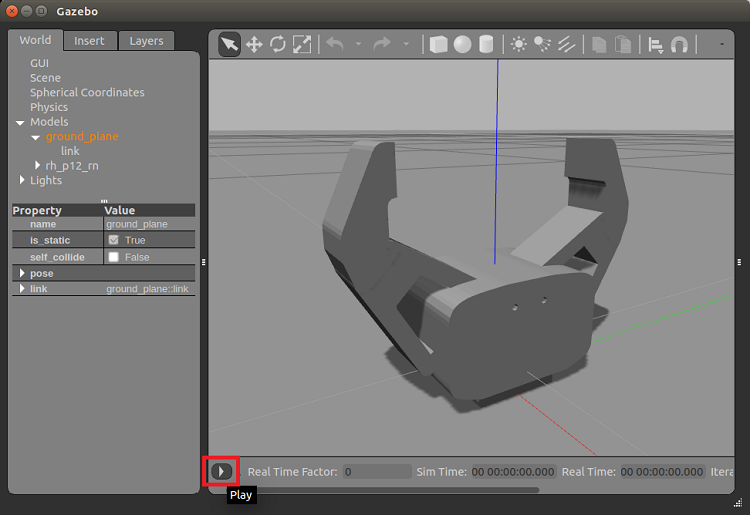 Gazebo
World Insert Layers
GUI
Scene
Spherical Coordinates
Physics
Models
ground_plane
link
rh_p12_rn
Lights
Property Value
name ground_plane
is_static True
self_collide False
pose
link ground_plane::link
Real Time Factor: 0 Sim Time: 00 00:00:00.000 Real Time: 00 00:00:00.000 Itera
Play